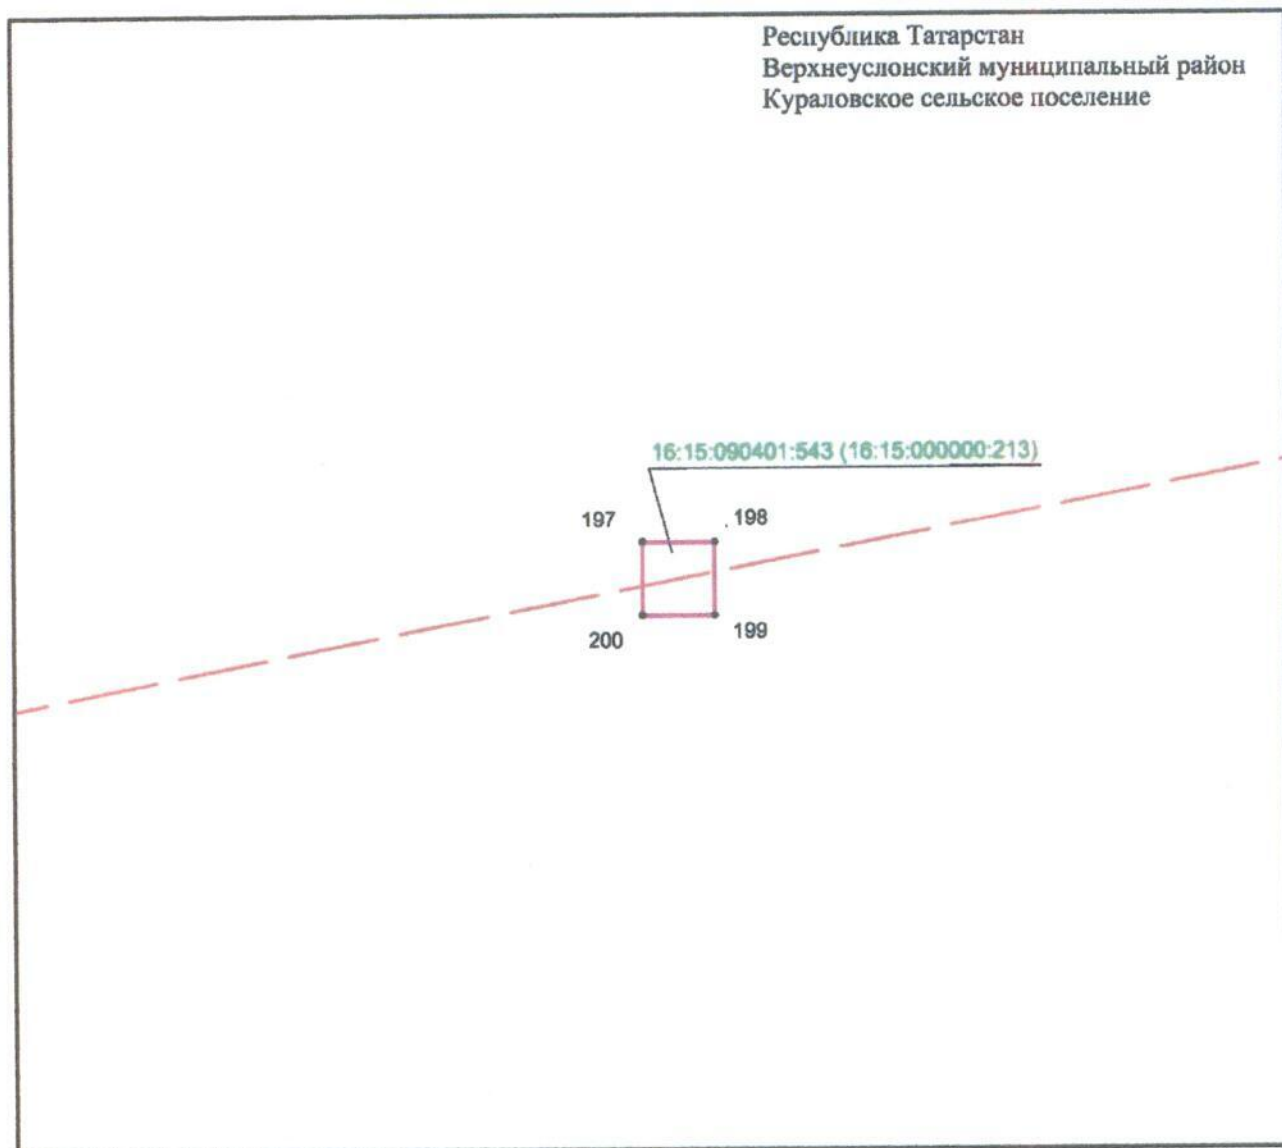 Республика Татарстан
Верхнеуслонский муниципальный район
Кураловское сельское поселение
16:15:090401:543 (16:15:000000:213)
197
198
200
199